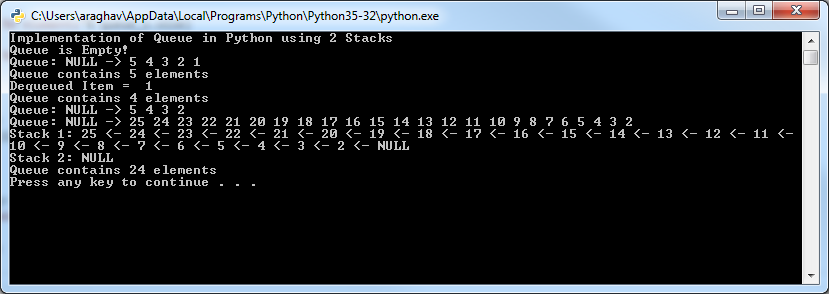 C:\Users\araghav\AppData\Local\Programs\Python\Python35-32\python.exe
Implementation of Queue in Python using 2 Stacks
Queue is Empty!
Queue: NULL -> 5 4 3 2 1
Queue contains 5 elements
Dequeued Item =  1
Queue contains 4 elements
Queue: NULL -> 5 4 3 2
Queue: NULL -> 25 24 23 22 21 20 19 18 17 16 15 14 13 12 11 10 9 8 7 6 5 4 3 2
Stack 1: 25 <- 24 <- 23 <- 22 <- 21 <- 20 <- 19 <- 18 <- 17 <- 16 <- 15 <- 14 <- 13 <- 12 <- 11 <-
10 <- 9 <- 8 <- 7 <- 6 <- 5 <- 4 <- 3 <- 2 <- NULL
Stack 2: NULL
Queue contains 24 elements
Press any key to continue . . .